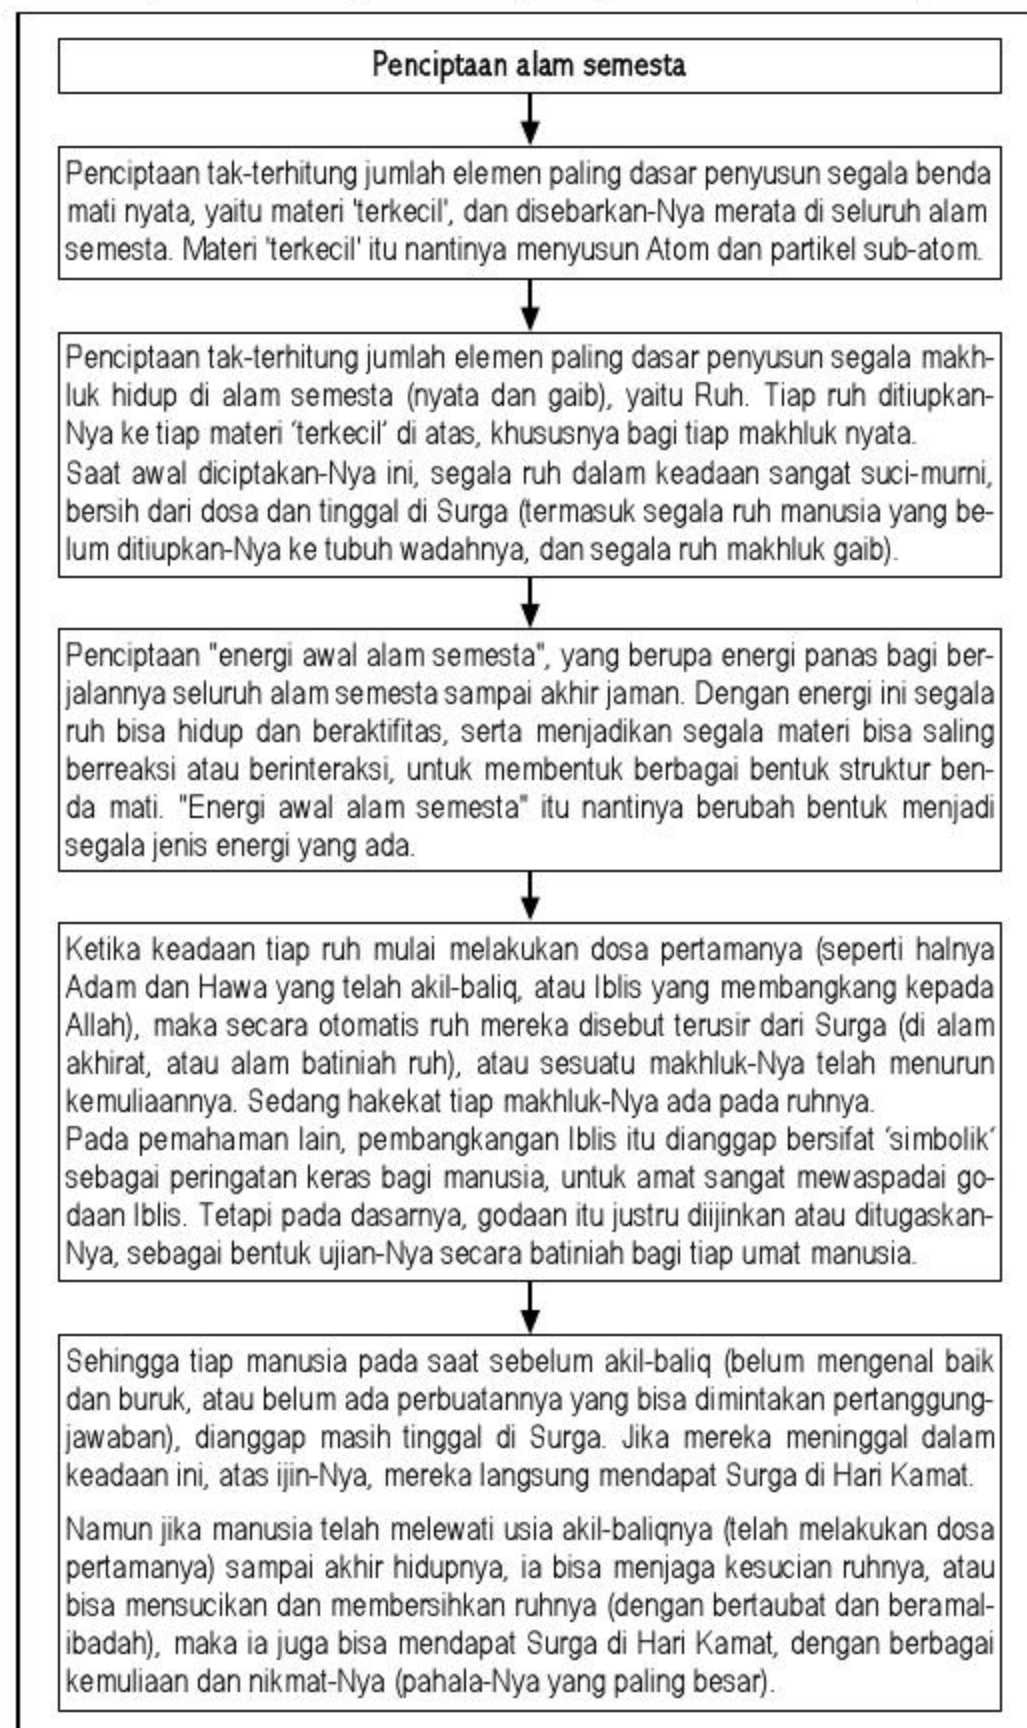 Penciptaan alam semesta
Penciptaan tak-terhitung jumlah elemen paling dasar penyusun segala benda
mati nyata, yaitu materi 'terkecil', dan disebarkan-Nya merata di seluruh alam
semesta. Materi 'terkecil' itu nantinya menyusun Atom dan partikel sub-atom.
Penciptaan tak-terhitung jumlah elemen paling dasar penyusun segala makh-
luk hidup di alam semesta (nyata dan gaib), yaitu Ruh. Tiap ruh ditiupkan-
Nya ke tiap materi ‘terkecil’ di atas, khususnya bagi tiap makhluk nyata.
Saat awal diciptakan-Nya ini, segala ruh dalam keadaan sangat suci-murni,
bersih dari dosa dan tinggal di Surga (termasuk segala ruh manusia yang be-
lum ditiupkan-Nya ke tubuh wadahnya, dan segala ruh makhluk gaib).
Penciptaan "energi awal alam semesta", yang berupa energi panas bagi ber-
jalannya seluruh alam semesta sampai akhir jaman. Dengan energi ini segala
ruh bisa hidup dan beraktifitas, serta menjadikan segala materi bisa saling
berreaksi atau berinteraksi, untuk membentuk berbagai bentuk struktur ben-
da mati. "Energi awal alam semesta" itu nantinya berubah bentuk menjadi
segala jenis energi yang ada.
Ketika keadaan tiap ruh mulai melakukan dosa pertamanya (seperti halnya
Adam dan Hawa yang telah akil-baliq, atau Iblis yang membangkang kepada
Allah), maka secara otomatis ruh mereka disebut terusir dari Surga (di alam
akhirat, atau alam batiniah ruh), atau sesuatu makhluk-Nya telah menurun
kemuliaannya. Sedang hakekat tiap makhluk-Nya ada pada ruhnya.
Pada pemahaman lain, pembangkangan Iblis itu dianggap bersifat ‘simbolik’
sebagai peringatan keras bagi manusia, untuk amat sangat mewaspadai go-
daan Iblis. Tetapi pada dasarnya, godaan itu justru diijinkan atau ditugaskan-
Nya, sebagai bentuk ujian-Nya secara batiniah bagi tiap umat manusia.
Sehingga tiap manusia pada saat sebelum akil-baliq (belum mengenal baik
dan buruk, atau belum ada perbuatannya yang bisa dimintakan pertanggung-
jawaban), dianggap masih tinggal di Surga. Jika mereka meninggal dalam
keadaan ini, atas ijin-Nya, mereka langsung mendapat Surga di Hari Kamat.
Namun jika manusia telah melewati usia akil-baliqnya (telah melakukan dosa
pertamanya) sampai akhir hidupnya, ia bisa menjaga kesucian ruhnya, atau
bisa mensucikan dan membersihkan ruhnya (dengan bertaubat dan beramal-
ibadah), maka ia juga bisa mendapat Surga di Hari Kamat, dengan berbagai
kemuliaan dan nikmat-Nya (pahala-Nya yang paling besar).